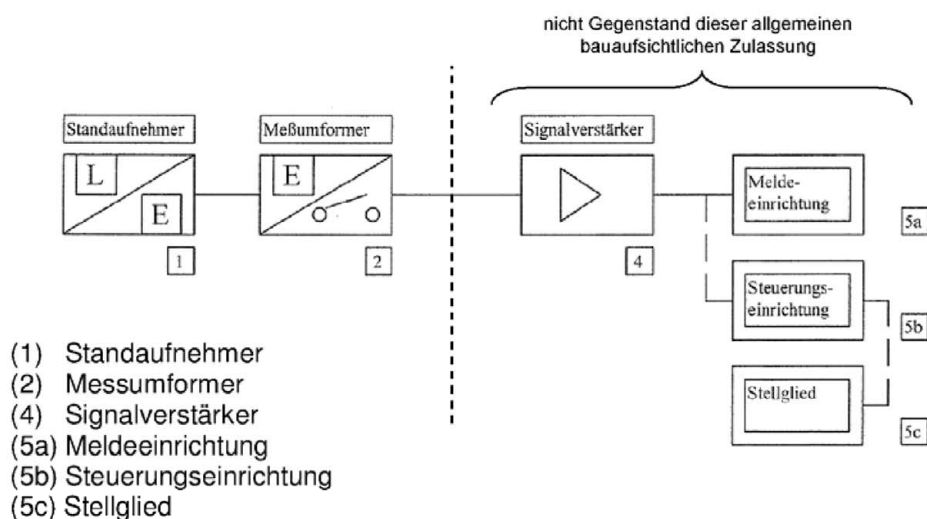 nicht Gegenstand dieser allgemeinen
bauaufsichtlichen Zulassung
Standaufnehmer
Meßumformer
Signalverstärker
L
E
E
Melde-
einrichtung
1
2
4
5a
Steuerungs-
einrichtung
5b
Stellglied
5c
(1) Standaufnehmer
(2) Messumformer
(4) Signalverstärker
(5a) Meldeeinrichtung
(5b) Steuerungseinrichtung
(5c) Stellglied